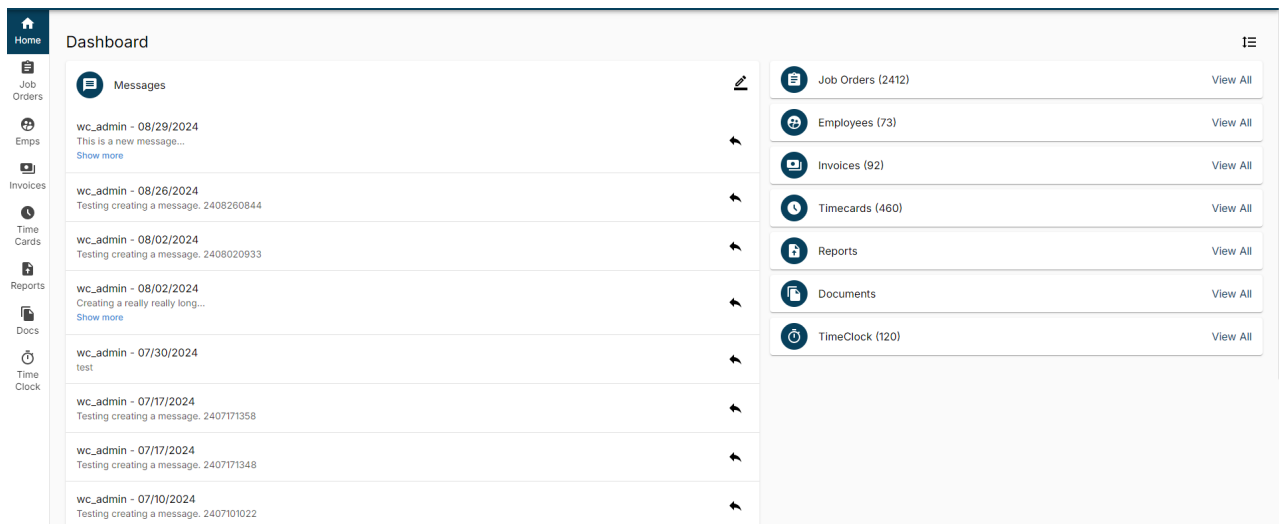 Home
Job
Orders
Emps
Invoices
Time
Cards
Reports
Docs
Time
Clock
Dashboard
Messages
wc_admin - 08/29/2024
This is a new message...
Show more
wc_admin - 08/26/2024
Testing creating a message. 2408260844
wc_admin - 08/02/2024
Testing creating a message. 2408020933
wc_admin - 08/02/2024
Creating a really really long...
Show more
wc_admin - 07/30/2024
test
wc_admin - 07/17/2024
Testing creating a message. 2407171358
wc_admin - 07/17/2024
Testing creating a message. 2407171348
wc_admin - 07/10/2024
Testing creating a message. 2407101022
Job Orders (2412) View All
Employees (73) View All
Invoices (92) View All
Timecards (460) View All
Reports View All
Documents View All
TimeClock (120) View All